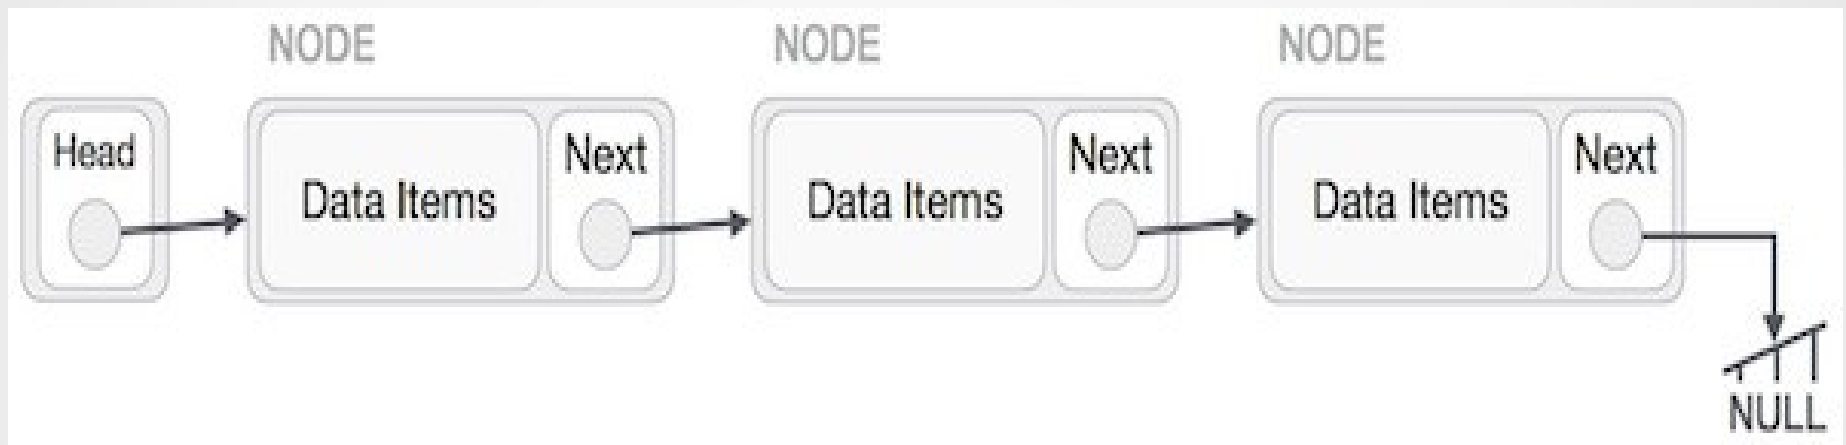 NODE NODE NODE
Head Next Next Next
Data Items Data Items Data Items
NULL